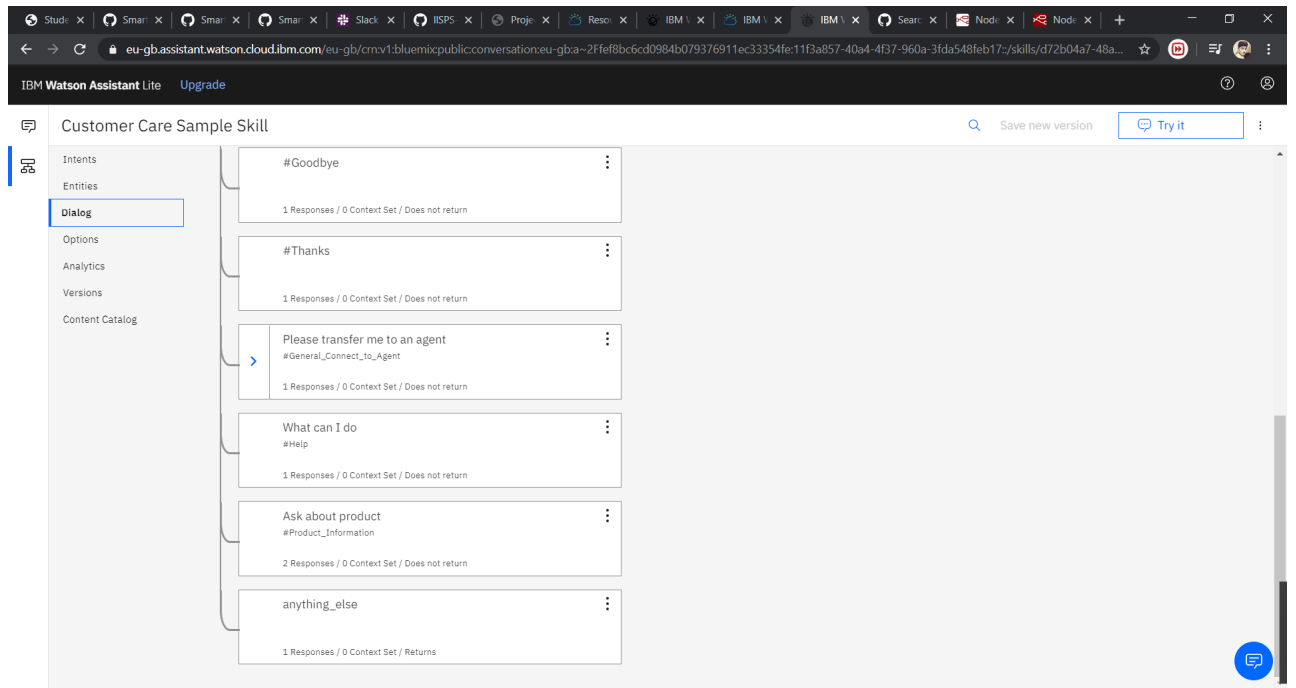 Stude
Smar
Smar
Smar
Slack
IISPS-
Proje
Resou
IBM
IBM
IBM
Searc
Node
Node
eu-gb.assistant.watson.cloud.ibm.com/eu-gb/crn:v1:bluemix:public:conversation:eu-gb:a~2Ffef8bc6cd0984b079376911ec33354fe:11f3a857-40a4-4f37-960a-3fda548feb17::/skills/d72b04a7-48a...
IBM Watson Assistant Lite Upgrade
Customer Care Sample Skill
Save new version
Try it
Intents
Entities
Dialog
Options
Analytics
Versions
Content Catalog
#Goodbye
1 Responses / 0 Context Set / Does not return
#Thanks
1 Responses / 0 Context Set / Does not return
Please transfer me to an agent
#General_Connect_to_Agent
1 Responses / 0 Context Set / Does not return
What can I do
#Help
1 Responses / 0 Context Set / Does not return
Ask about product
#Product_Information
2 Responses / 0 Context Set / Does not return
anything_else
1 Responses / 0 Context Set / Returns